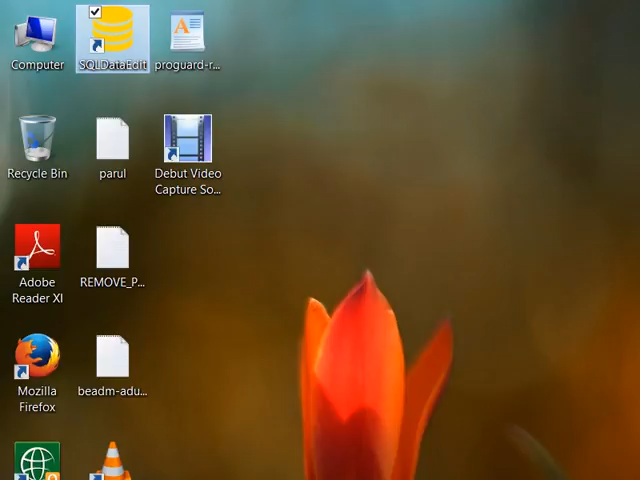 Computer
SQLDataEdit
proguard-r...
Recycle Bin
parul
Debut Video
Capture So...
Adobe
Reader XI
REMOVE_P...
Mozilla
Firefox
beadm-adu...